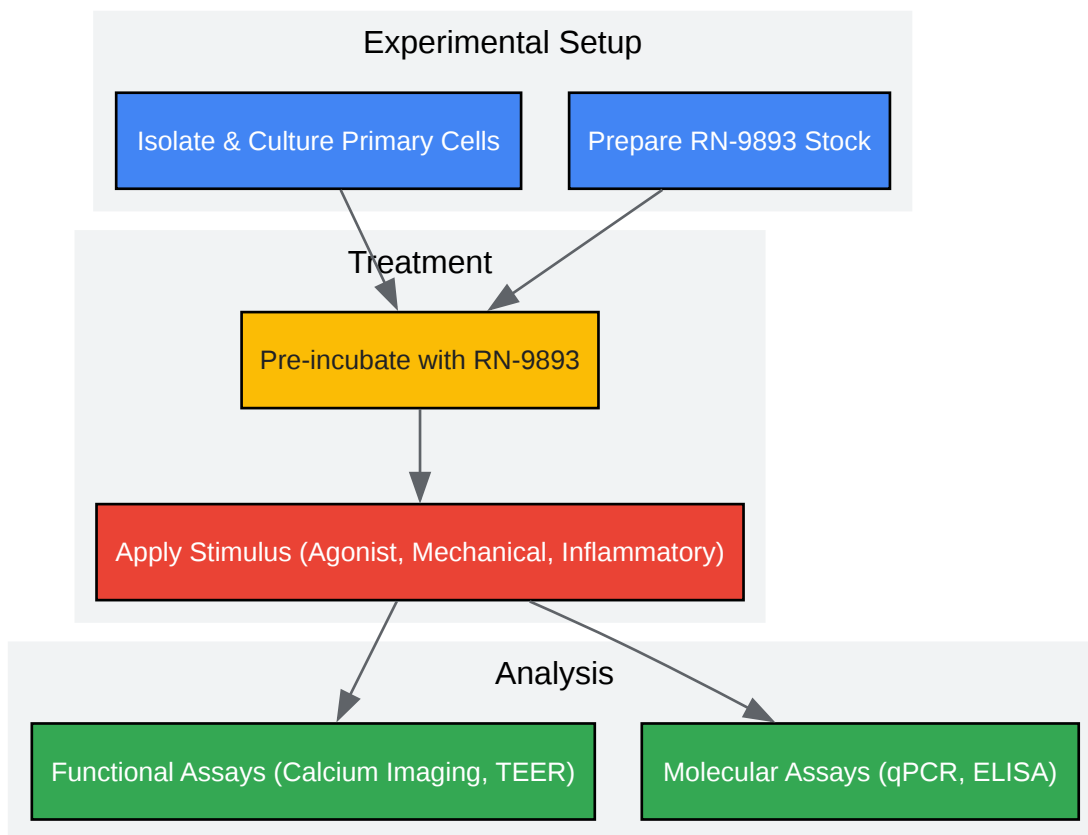 Experimental Setup
Isolate & Culture Primary Cells
Prepare RN-9893 Stock
Treatment
Pre-incubate with RN-9893
Apply Stimulus (Agonist, Mechanical, Inflammatory)
Analysis
Functional Assays (Calcium Imaging, TEER)
Molecular Assays (qPCR, ELISA)